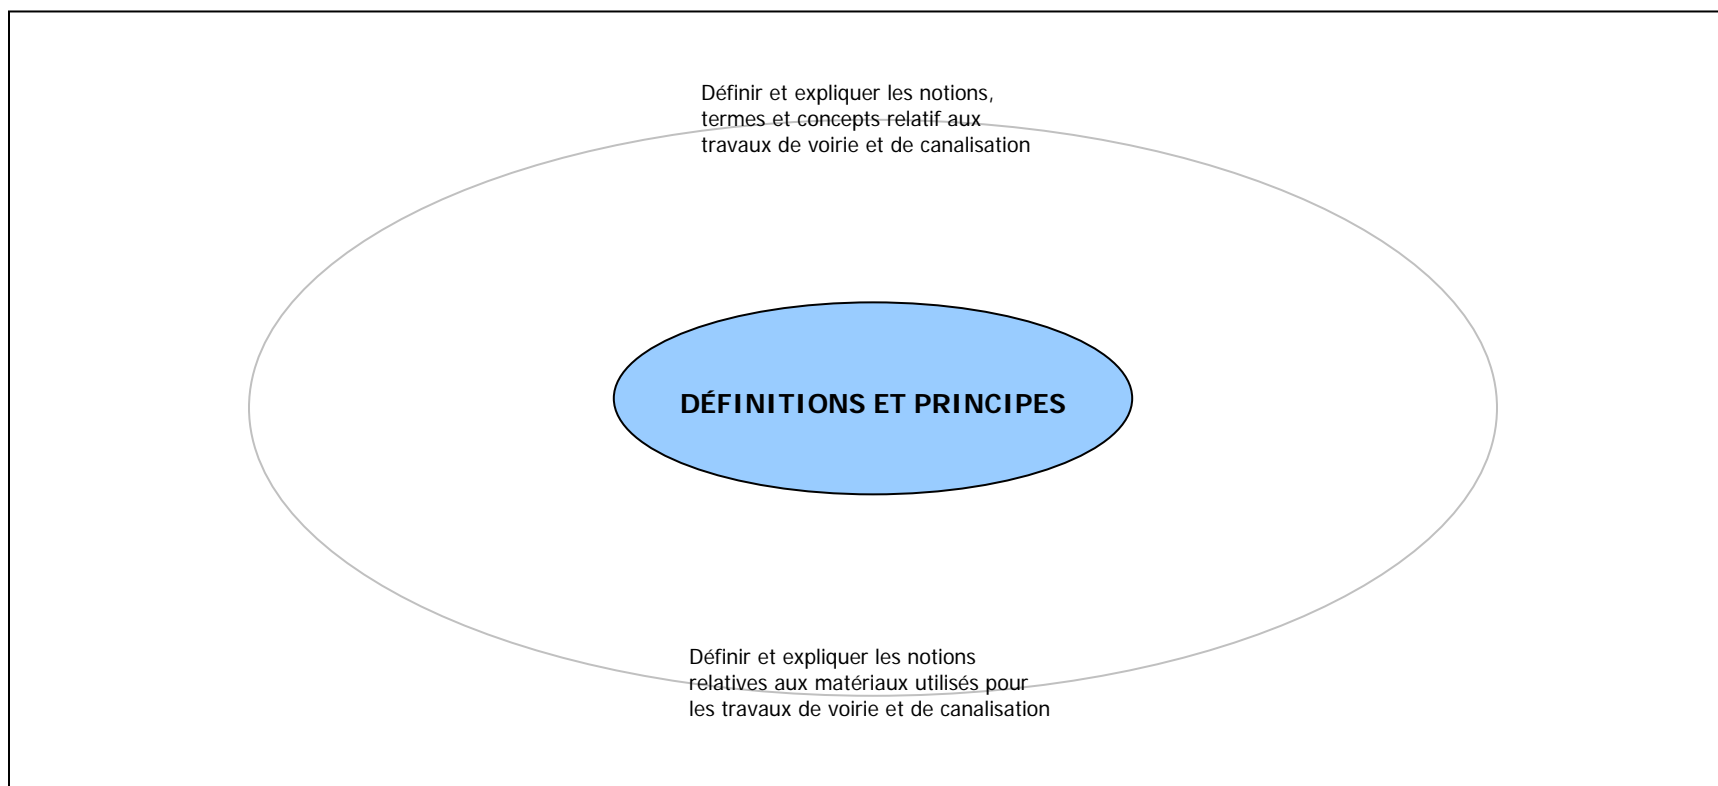 Définir et expliquer les notions,
termes et concepts relatif aux
travaux de voirie et de canalisation
DÉFINITIONS ET PRINCIPES
Définir et expliquer les notions
relatives aux matériaux utilisés pour
les travaux de voirie et de canalisation